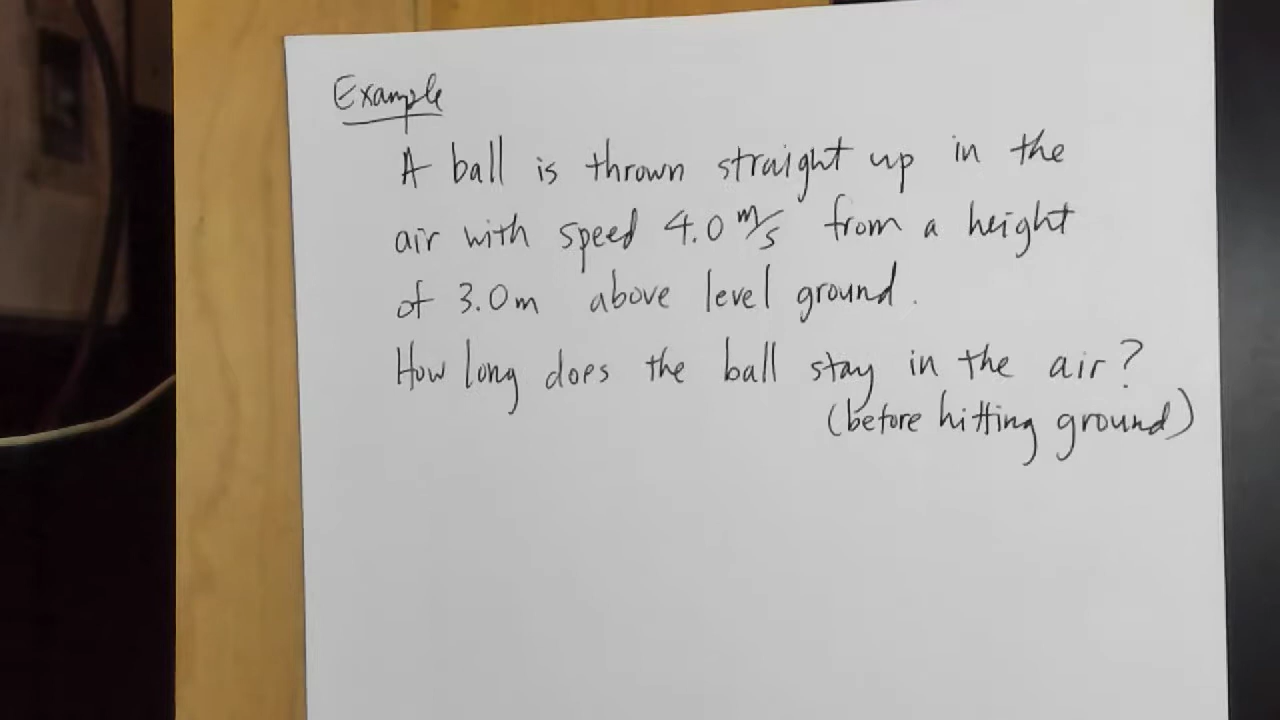 Example
A ball is thrown straight up in the
air with speed 4.0 m/s from a height
of 3.0m above level ground.
How long does the ball stay in the air?
(before hitting ground)